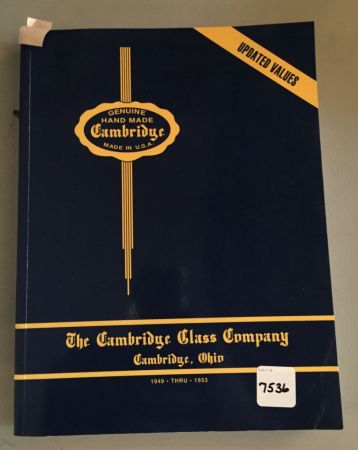 UPDATED VALUES
GENUINE
HAND MADE
Cambridge
MADE IN U.S.A.
The Cambridge Glass Company
Cambridge, Ohio
1949 - THRU - 1953
7536